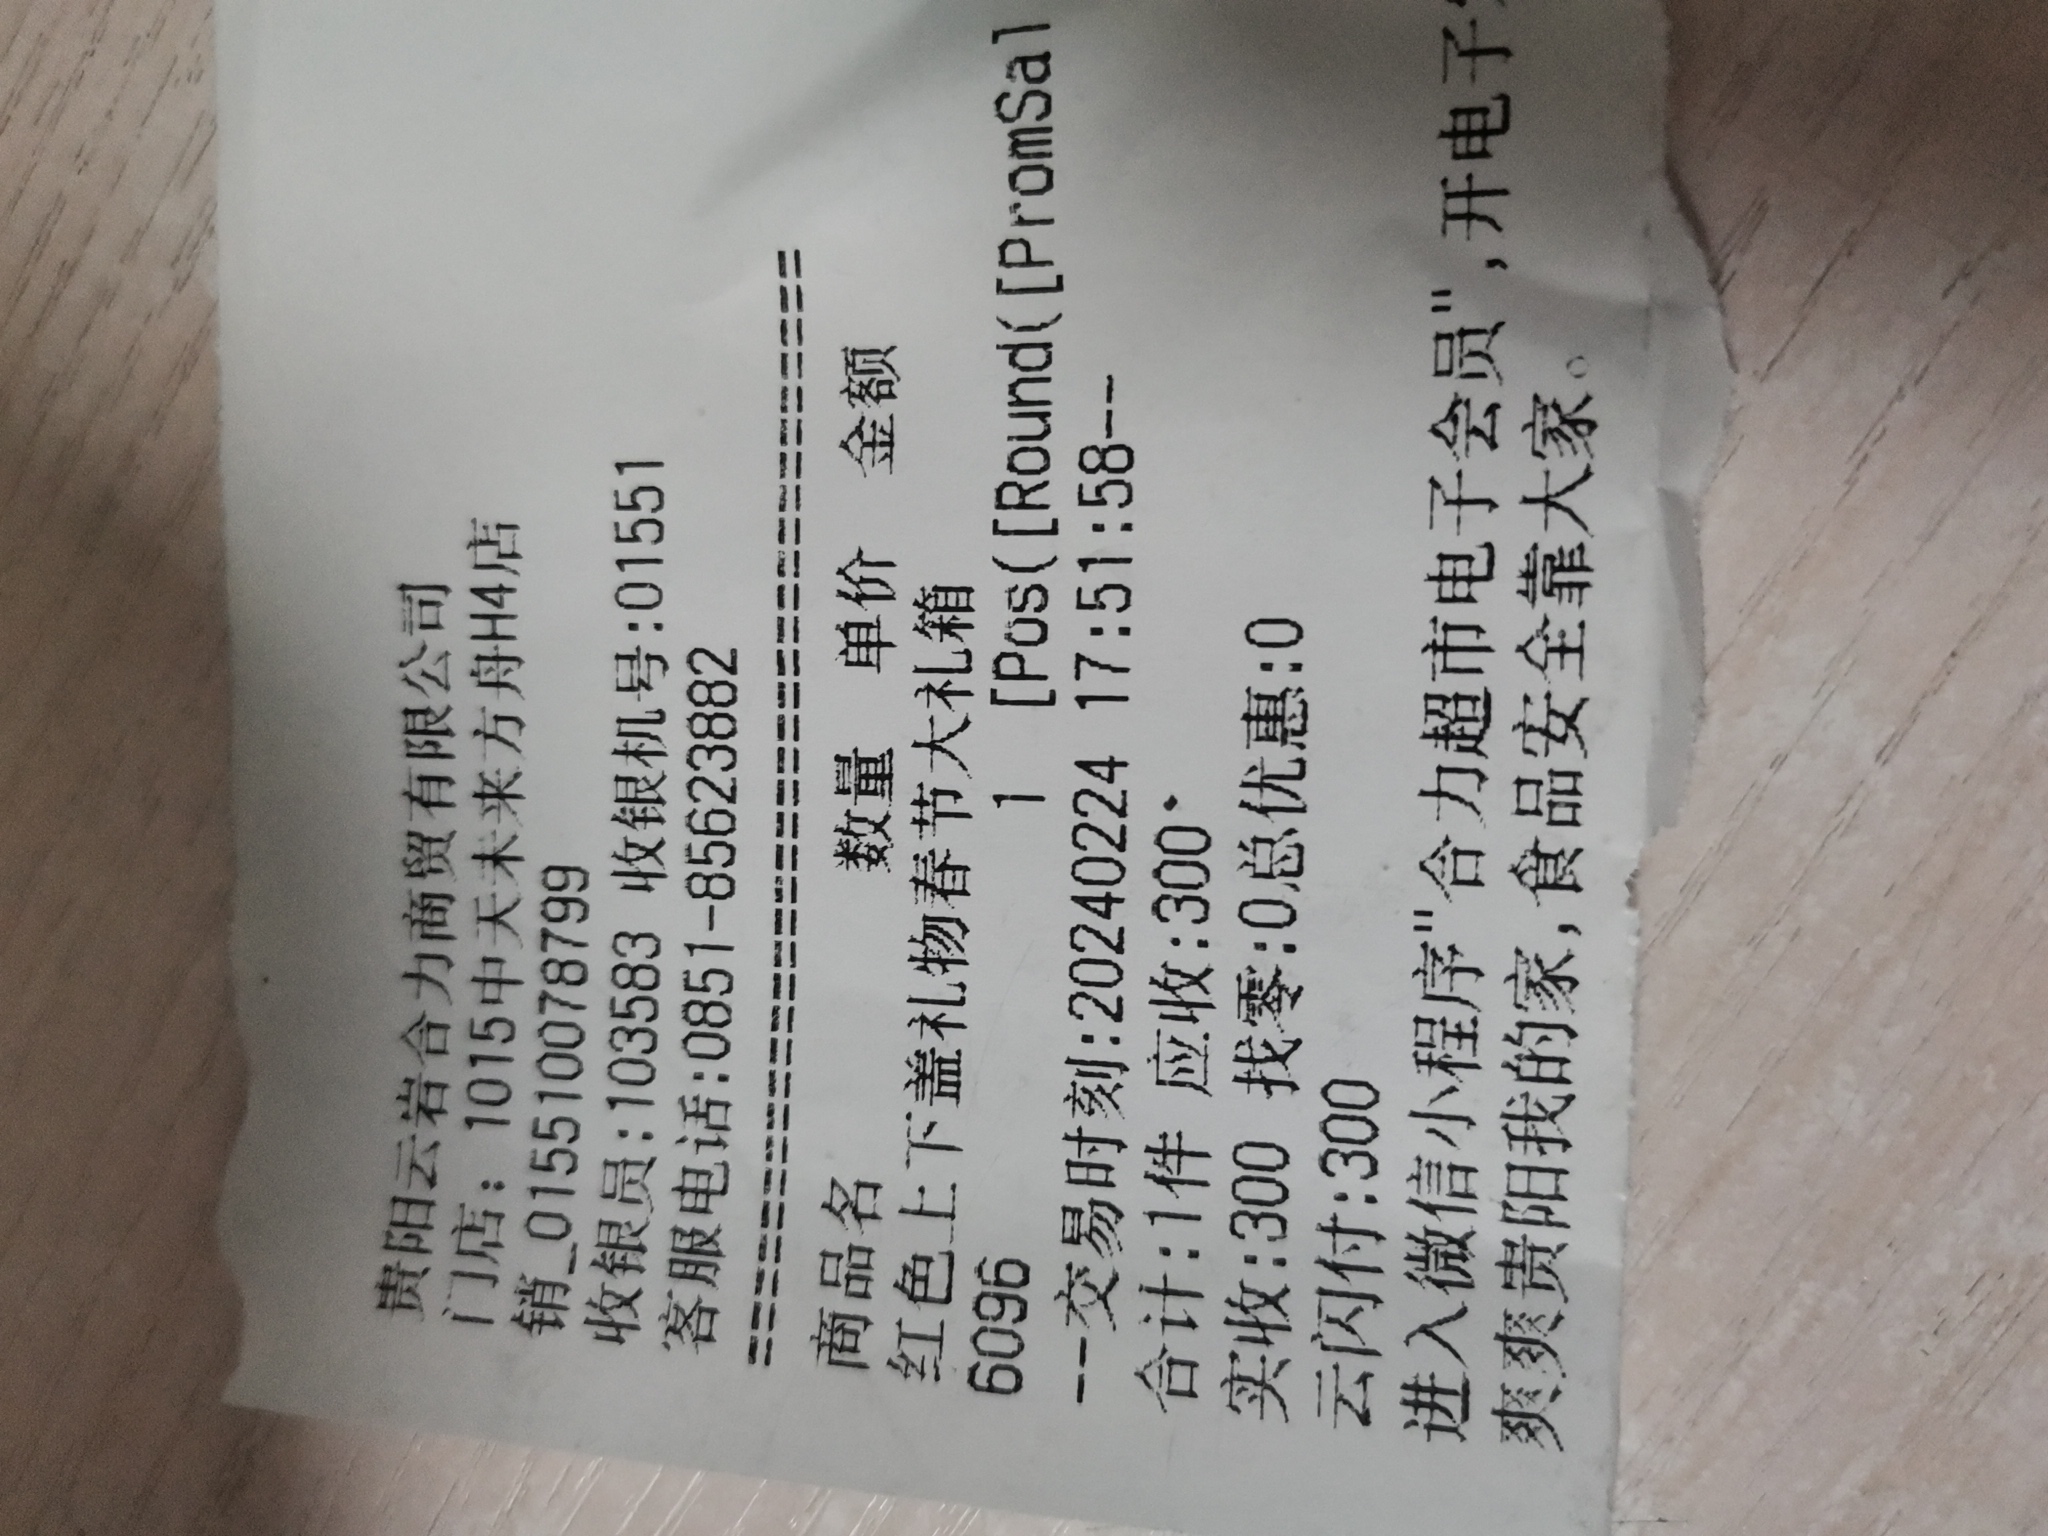 贵阳云岩合力商贸有限公司
门店: 1015中天未来方舟H4店
销_01551007878799
收银员:103583 收银机号:01551
客服电话:0851-85623882
==========================================
商品名 数量 单价 金额
红色上下盖礼物春节大礼箱
6096 1 [Pos([Round([PromSal
--交易时刻:20240224 17:51:58--
合计:1件 应收:300
实收:300 找零:0总优惠:0
云闪付:300
进入微信小程序"合力超市电子会员",开电子
爽爽贵阳我的家,食品安全靠大家。